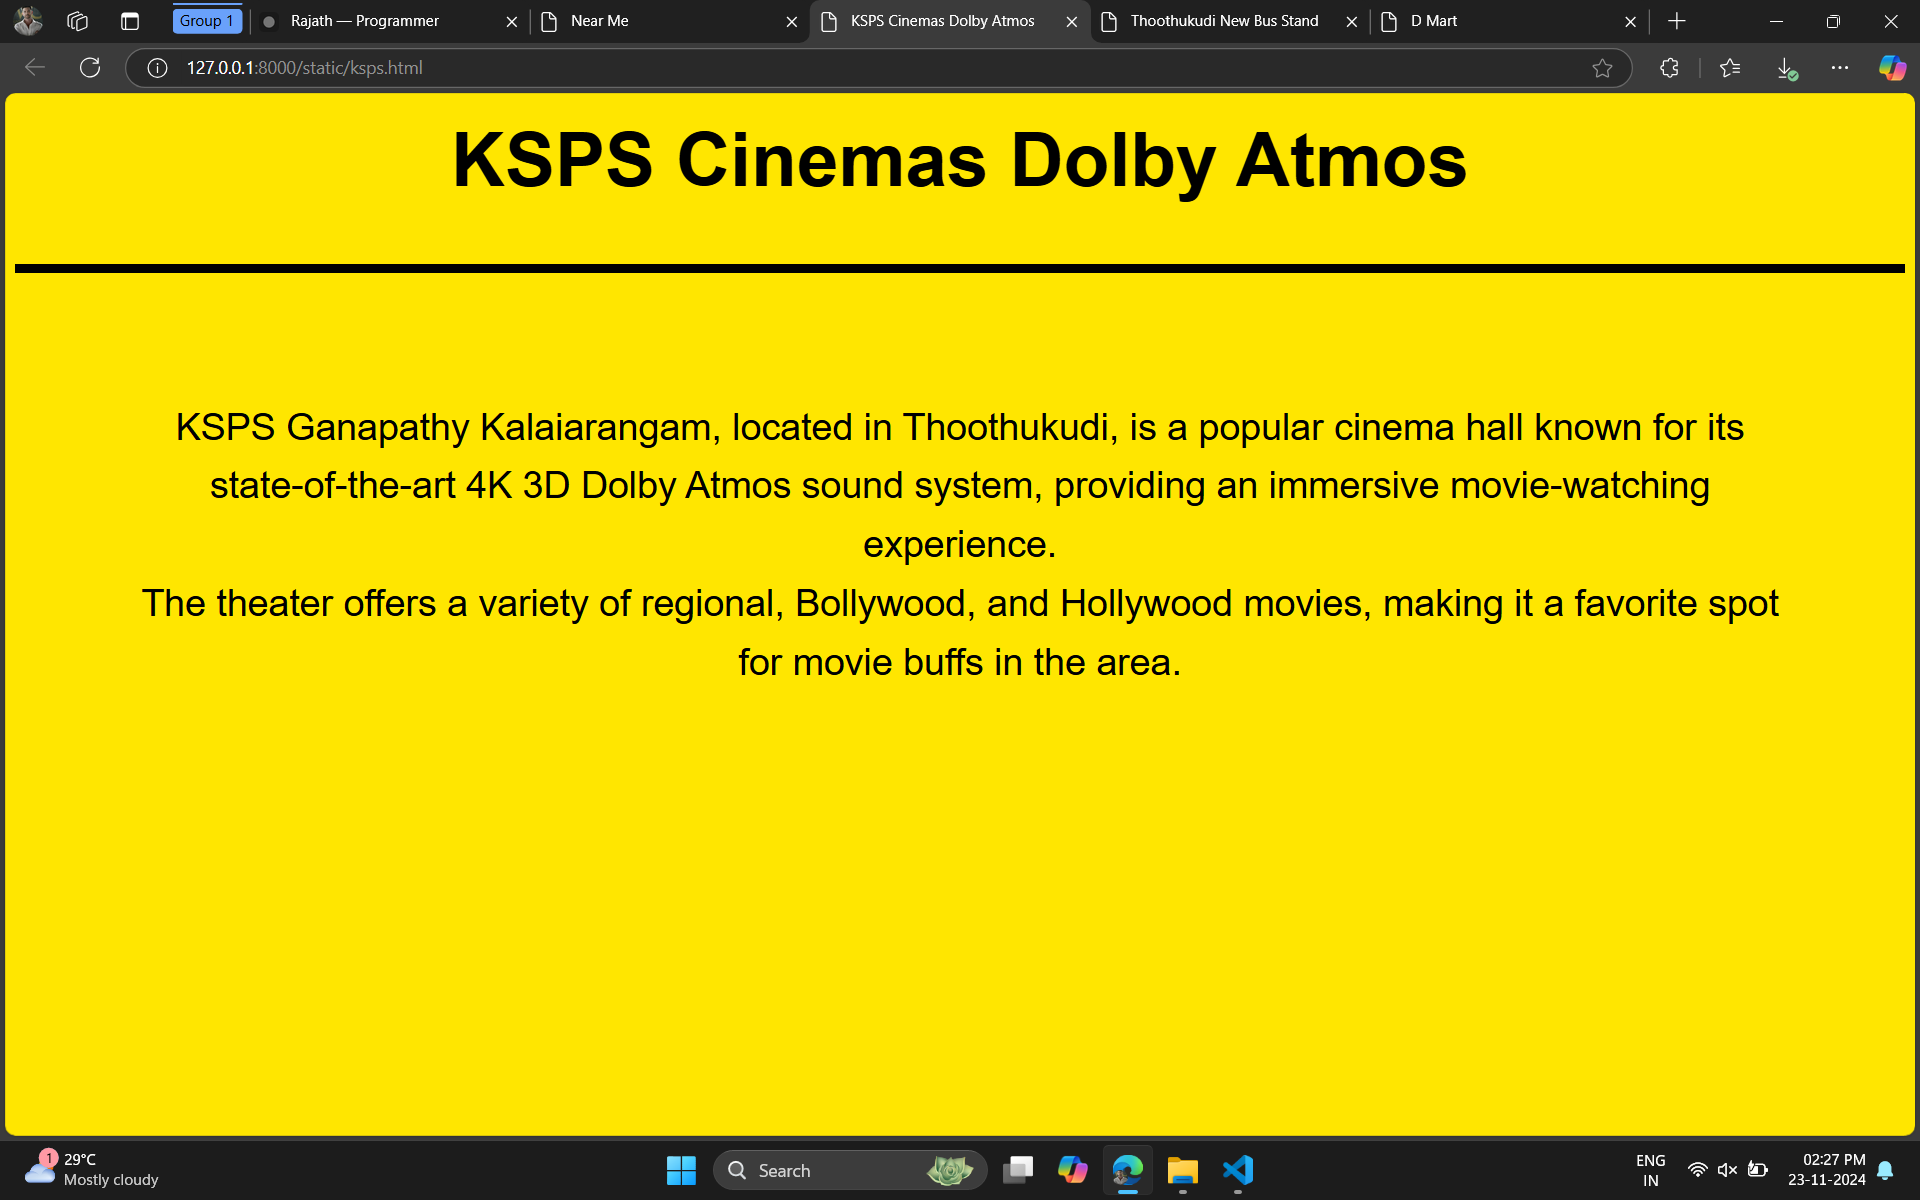 Group 1
Rajath — Programmer
Near Me
KSPS Cinemas Dolby Atmos
Thoothukudi New Bus Stand
D Mart
127.0.0.1:8000/static/ksps.html
KSPS Cinemas Dolby Atmos
KSPS Ganapathy Kalaiarangam, located in Thoothukudi, is a popular cinema hall known for its
state-of-the-art 4K 3D Dolby Atmos sound system, providing an immersive movie-watching
experience.
The theater offers a variety of regional, Bollywood, and Hollywood movies, making it a favorite spot
for movie buffs in the area.
1
29°C
Mostly cloudy
Search
ENG
IN
02:27 PM
23-11-2024